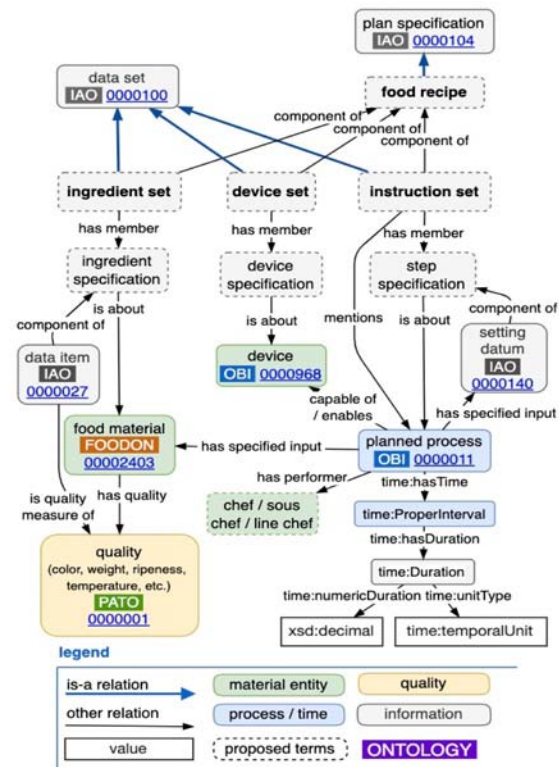 plan specification
IAO 0000104
data set
IAO 0000100
food recipe
component of
component of
component of
ingredient set
device set
instruction set
has member
has member
has member
ingredient
specification
device
specification
step
specification
component of
is about
is about
mentions
is about
component of
data item
IAO
0000027
setting
datum
IAO
0000140
device
OBI 0000968
capable of
/ enables
has specified input
food material
FOODON
00002403
has specified input
planned process
OBI 0000011
has performer
time:hasTime
is quality
measure of
has quality
chef / sous
chef / line chef
time:ProperInterval
time:hasDuration
quality
(color, weight, ripeness,
temperature, etc.)
PATO
0000001
time:Duration
time:numericDuration time:unitType
xsd:decimal
time:temporalUnit
legend
is-a relation
material entity
quality
other relation
process / time
information
value
proposed terms
ONTOLOGY